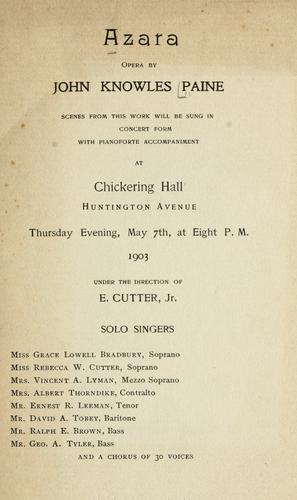 Azara
Opera by
JOHN KNOWLES PAINE
SCENES FROM THIS WORK WILL BE SUNG IN
CONCERT FORM
WITH PIANOFORTE ACCOMPANIMENT
AT
Chickering Hall
Huntington Avenue
Thursday Evening, May 7th, at Eight P. M.
1903
UNDER THE DIRECTION OF
E. CUTTER, Jr.
SOLO SINGERS
Miss Grace Lowell Bradbury, Soprano
Miss Rebecca W. Cutter, Soprano
Mrs. Vincent A. Lyman, Mezzo Soprano
Mrs. Albert Thorndike, Contralto
Mr. Ernest R. Leeman, Tenor
Mr. David A. Tobey, Baritone
Mr. Ralph E. Brown, Bass
Mr. Geo. A. Tyler, Bass
AND A CHORUS OF 30 VOICES